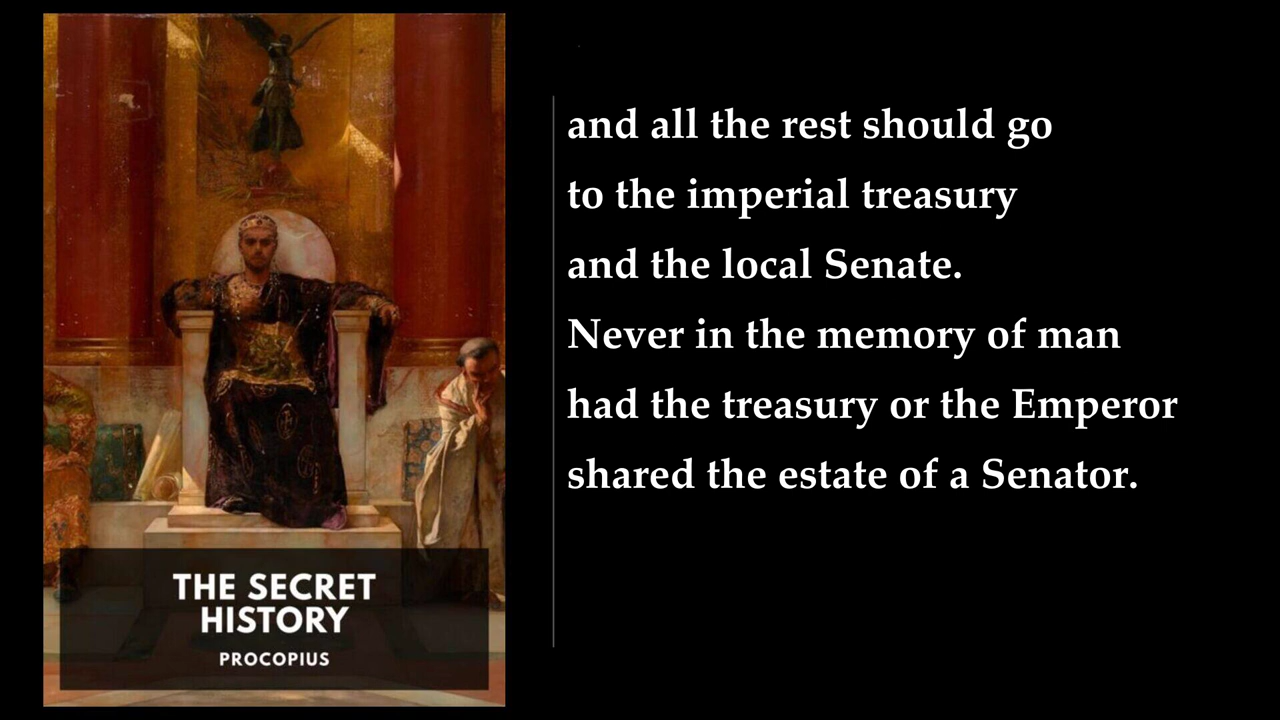 THE SECRET
HISTORY
PROCOPIUS
and all the rest should go
to the imperial treasury
and the local Senate.
Never in the memory of man
had the treasury or the Emperor
shared the estate of a Senator.